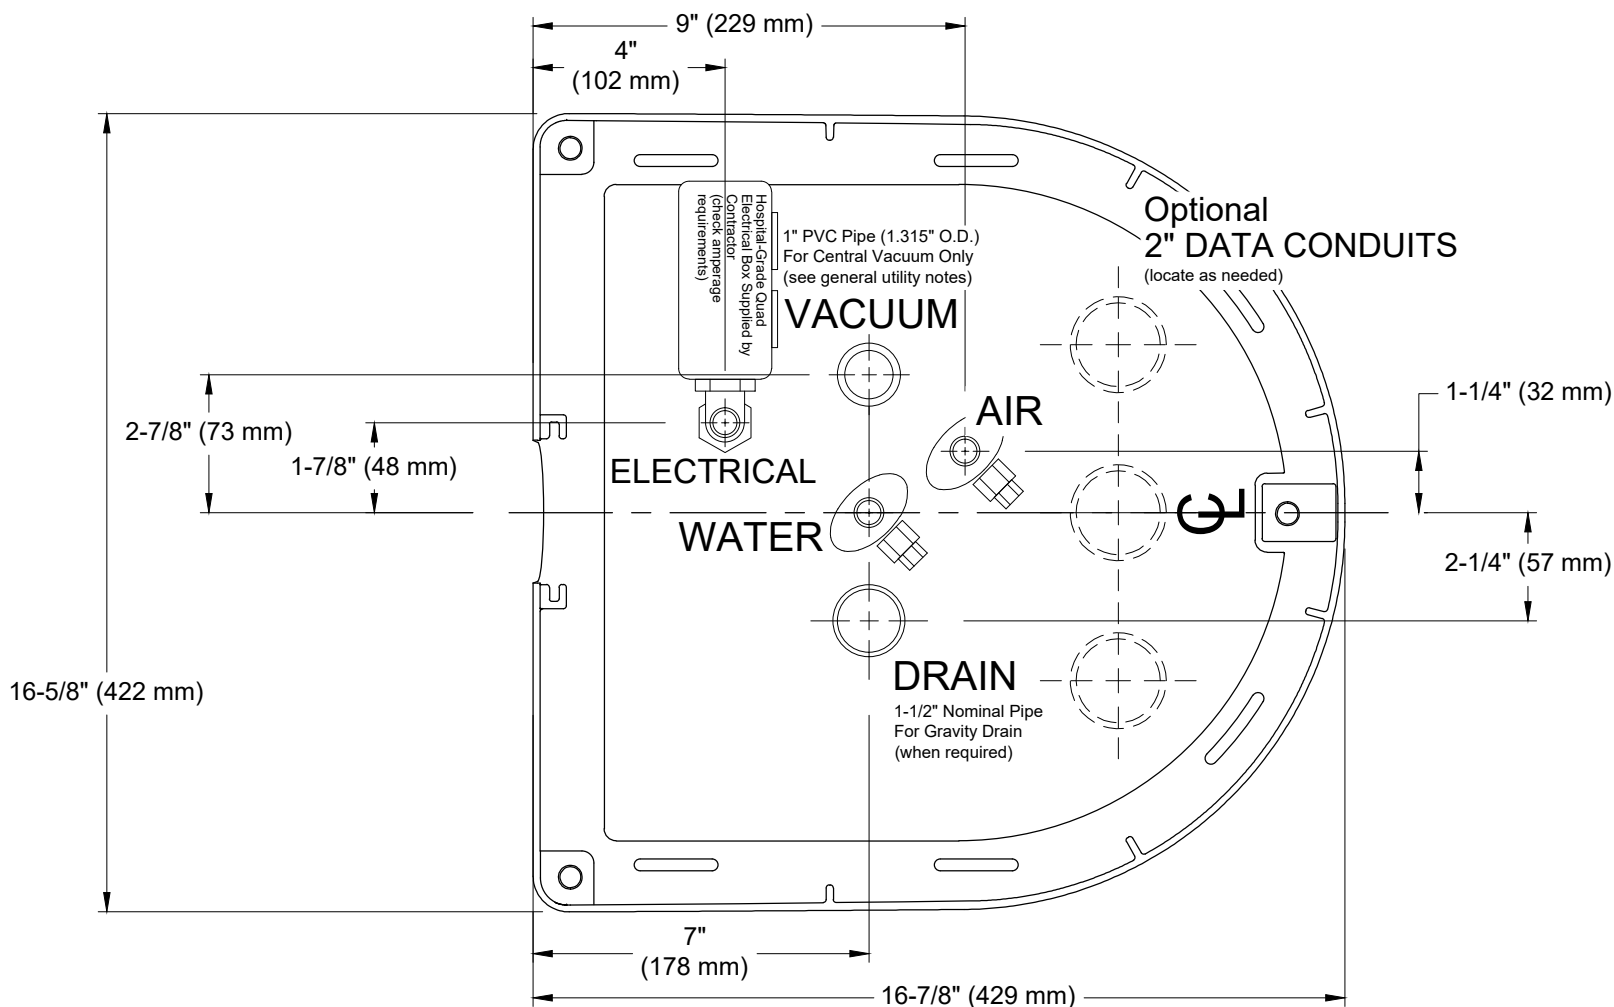 9" (229 mm)
4"
(102 mm)
Optional
2" DATA CONDUITS
(locate as needed)
Hospital-Grade Quad
Electrical Box Supplied by
Contractor
(check amperage
requirements)
1" PVC Pipe (1.315" O.D.)
For Central Vacuum Only
(see general utility notes)
VACUUM
AIR
1-1/4" (32 mm)
2-7/8" (73 mm)
1-7/8" (48 mm)
ELECTRICAL
WATER
CL
2-1/4" (57 mm)
DRAIN
1-1/2" Nominal Pipe
For Gravity Drain
(when required)
16-5/8" (422 mm)
7"
(178 mm)
16-7/8" (429 mm)